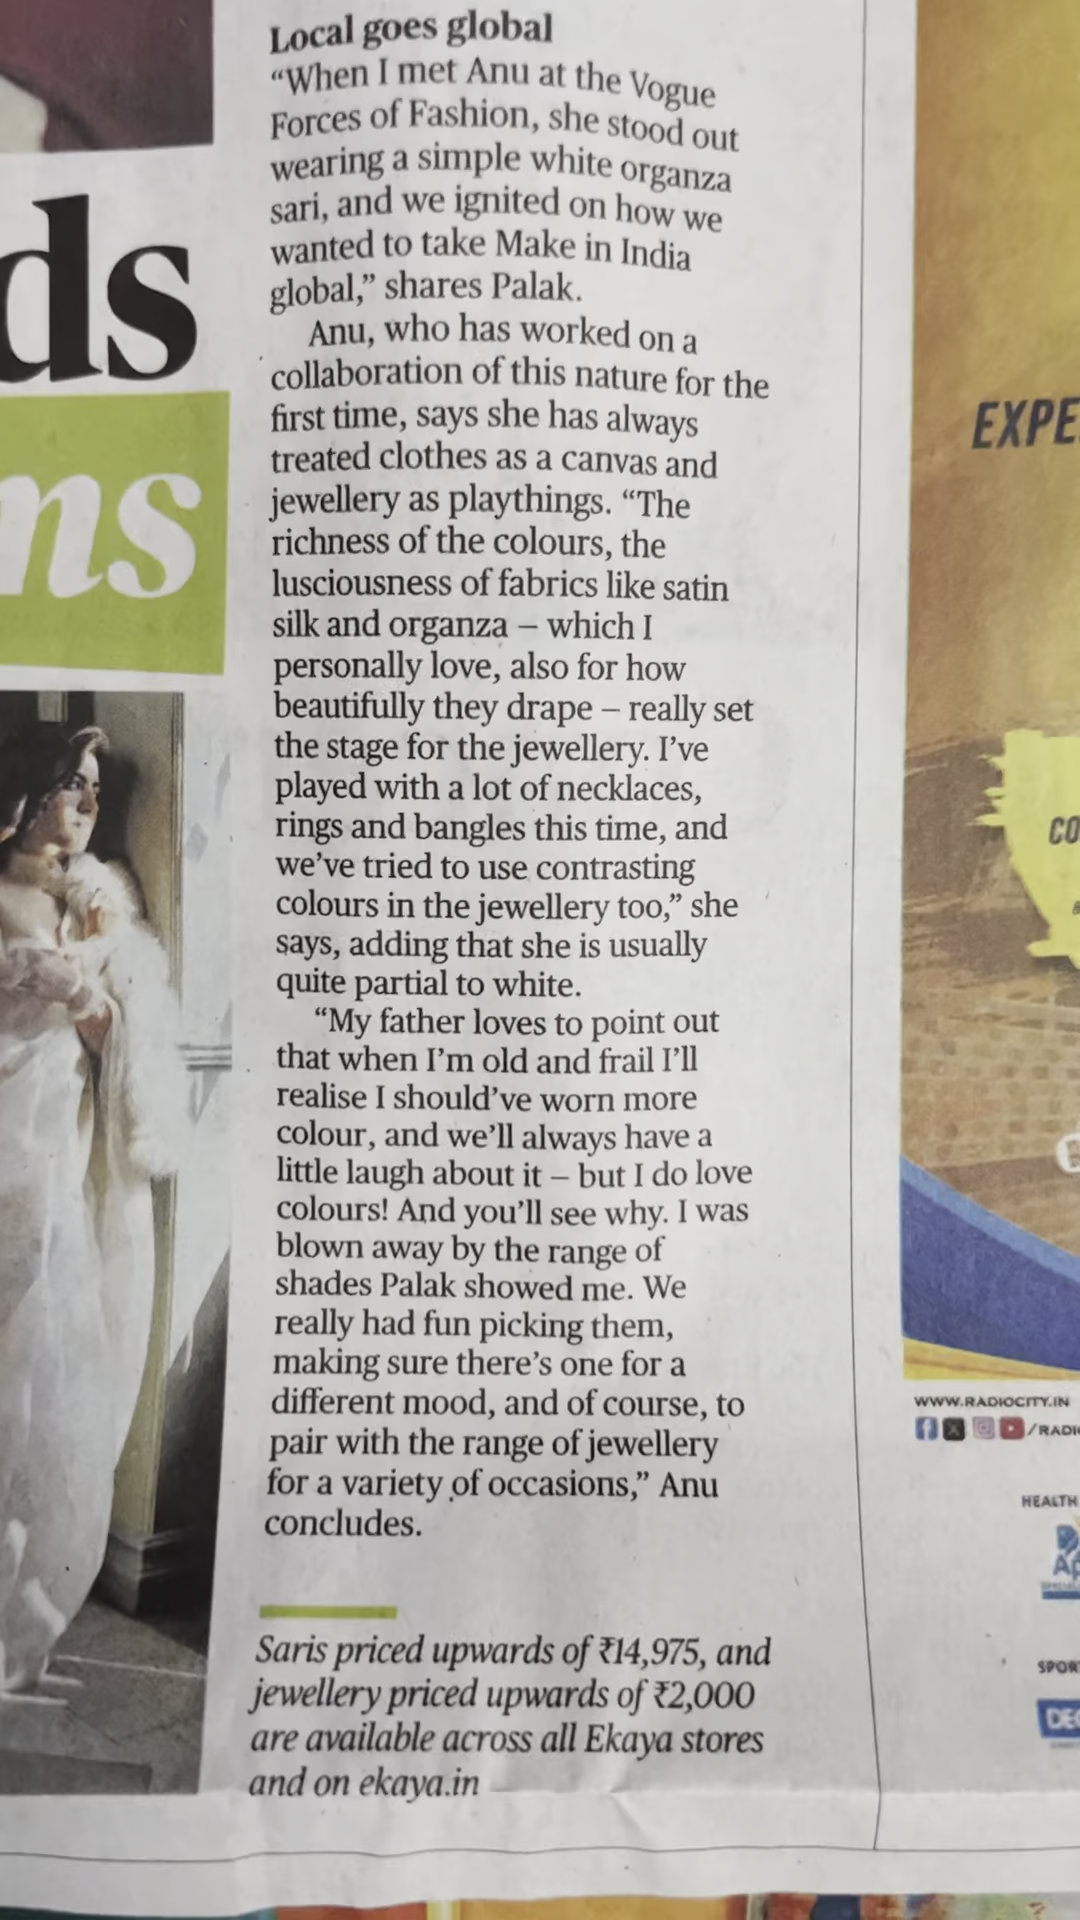 ds
ns
Local goes global
“When I met Anu at the Vogue
Forces of Fashion, she stood out
wearing a simple white organza
sari, and we ignited on how we
wanted to take Make in India
global,” shares Palak.
Anu, who has worked on a
collaboration of this nature for the
first time, says she has always
treated clothes as a canvas and
jewellery as playthings. “The
richness of the colours, the
lusciousness of fabrics like satin
silk and organza – which I
personally love, also for how
beautifully they drape – really set
the stage for the jewellery. I’ve
played with a lot of necklaces,
rings and bangles this time, and
we’ve tried to use contrasting
colours in the jewellery too,” she
says, adding that she is usually
quite partial to white.
“My father loves to point out
that when I’m old and frail I’ll
realise I should’ve worn more
colour, and we’ll always have a
little laugh about it – but I do love
colours! And you’ll see why. I was
blown away by the range of
shades Palak showed me. We
really had fun picking them,
making sure there’s one for a
different mood, and of course, to
pair with the range of jewellery
for a variety of occasions,” Anu
concludes.
Saris priced upwards of ₹14,975, and
jewellery priced upwards of ₹2,000
are available across all Ekaya stores
and on ekaya.in
EXPE
CO
WWW.RADIOCITY.IN
/RADI
HEALTH
Ap
SPOR
DEC